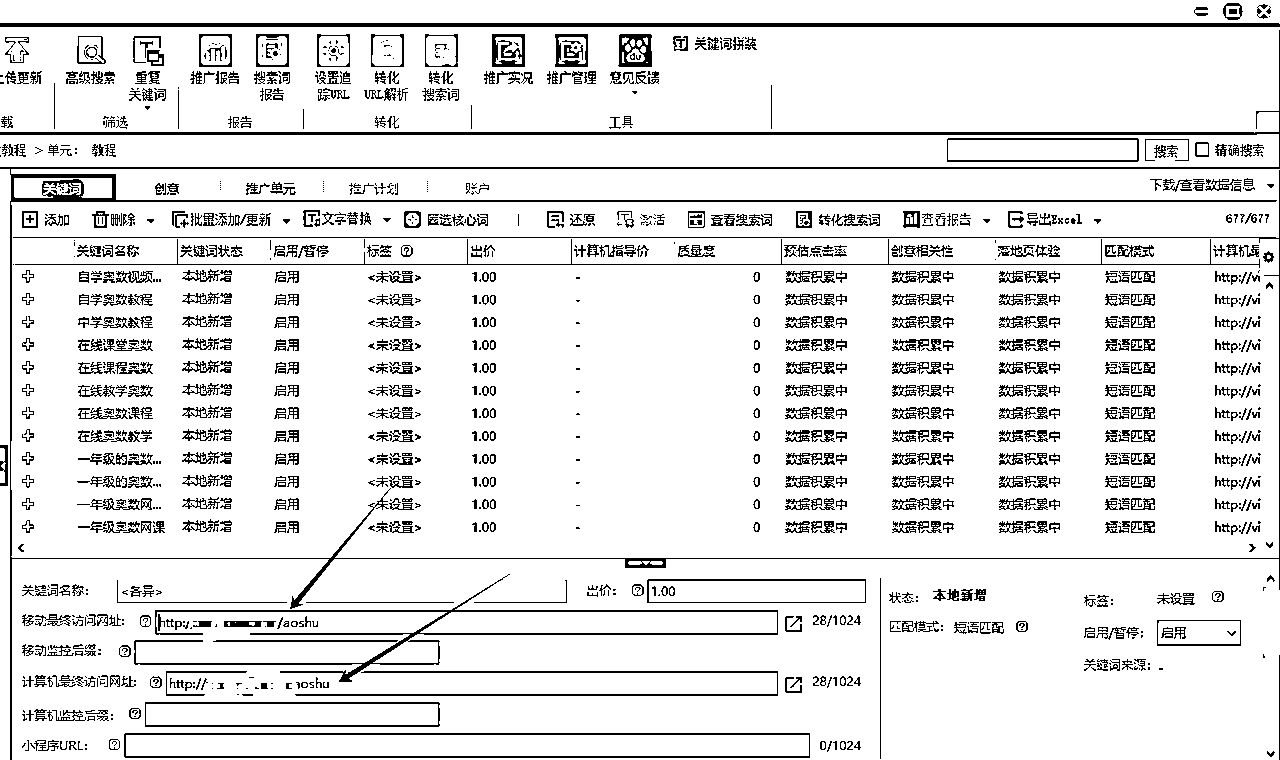 上传更新 高级搜索 重复关键词 推广报告 搜索词报告 设置追踪URL 转化URL解析 转化搜索词 推广实况 推广管理 意见反馈 关键词拼装
载 筛选 报告 转化 工具
教程 > 单元: 教程 搜索 精确搜索
关键词 创意 推广单元 推广计划 账户 下载/查看数据信息
添加 删除 批量添加/更新 文字替换 圈选核心词 还原 激活 查看搜索词 转化搜索词 查看报告 导出Excel 677/677
关键词名称 关键词状态 启用/暂停 标签 出价 计算机指导价 质量度 预估点击率 创意相关性 落地页体验 匹配模式 计算机最
自学奥数视频... 本地新增 启用 <未设置> 1.00 - 0 数据积累中 数据积累中 数据积累中 短语匹配 http://vi
自学奥数教程 本地新增 启用 <未设置> 1.00 - 0 数据积累中 数据积累中 数据积累中 短语匹配 http://vi
中学奥数教程 本地新增 启用 <未设置> 1.00 - 0 数据积累中 数据积累中 数据积累中 短语匹配 http://vi
在线课堂奥数 本地新增 启用 <未设置> 1.00 - 0 数据积累中 数据积累中 数据积累中 短语匹配 http://vi
在线课程奥数 本地新增 启用 <未设置> 1.00 - 0 数据积累中 数据积累中 数据积累中 短语匹配 http://vi
在线教学奥数 本地新增 启用 <未设置> 1.00 - 0 数据积累中 数据积累中 数据积累中 短语匹配 http://vi
在线奥数课程 本地新增 启用 <未设置> 1.00 - 0 数据积累中 数据积累中 数据积累中 短语匹配 http://vi
在线奥数教学 本地新增 启用 <未设置> 1.00 - 0 数据积累中 数据积累中 数据积累中 短语匹配 http://vi
一年级的奥数... 本地新增 启用 <未设置> 1.00 - 0 数据积累中 数据积累中 数据积累中 短语匹配 http://vi
一年级的奥数... 本地新增 启用 <未设置> 1.00 - 0 数据积累中 数据积累中 数据积累中 短语匹配 http://vi
一年级奥数网... 本地新增 启用 <未设置> 1.00 - 0 数据积累中 数据积累中 数据积累中 短语匹配 http://vi
一年级奥数网课 本地新增 启用 <未设置> 1.00 - 0 数据积累中 数据积累中 数据积累中 短语匹配 http://vi
关键词名称: <各异> 出价: 1.00 状态: 本地新增 标签: 未设置
移动最终访问网址: http:/ /aoshu 28/1024 匹配模式: 短语匹配 启用/暂停: 启用
移动监控后缀: 关键词来源: -
计算机最终访问网址: http:// aoshu 28/1024
计算机监控后缀:
小程序URL: 0/1024